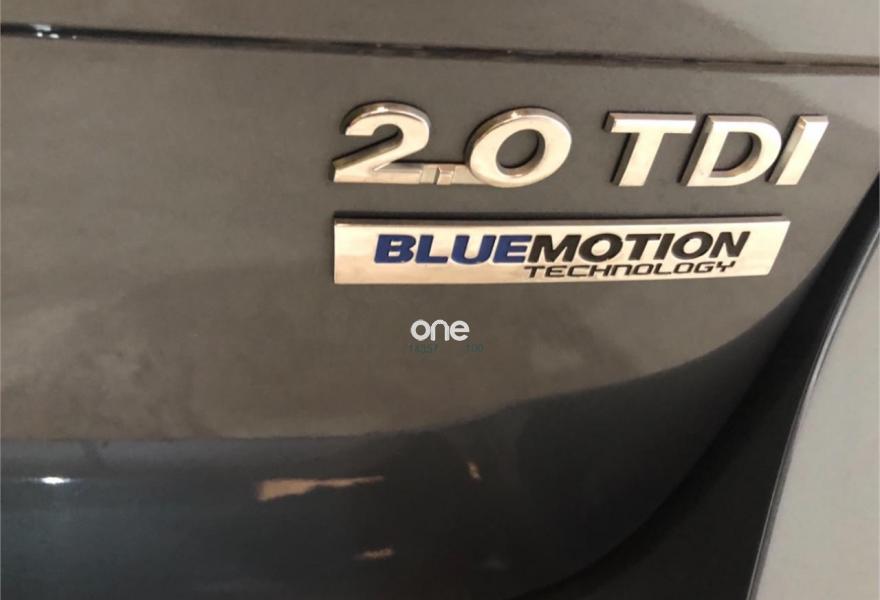 2.0 TDI
BLUEMOTION
TECHNOLOGY
one